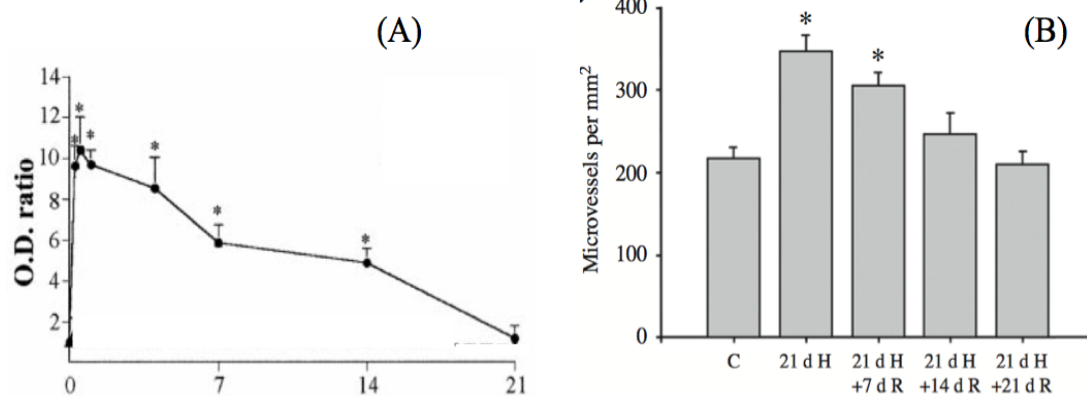 (A)
O.D. ratio
14
12
10
8
6
4
2
0 7 14 21
* * * * * *
(B)
Microvessels per mm²
400
300
200
100
0
* *
C 21 d H 21 d H 21 d H 21 d H
+7 d R +14 d R +21 d R